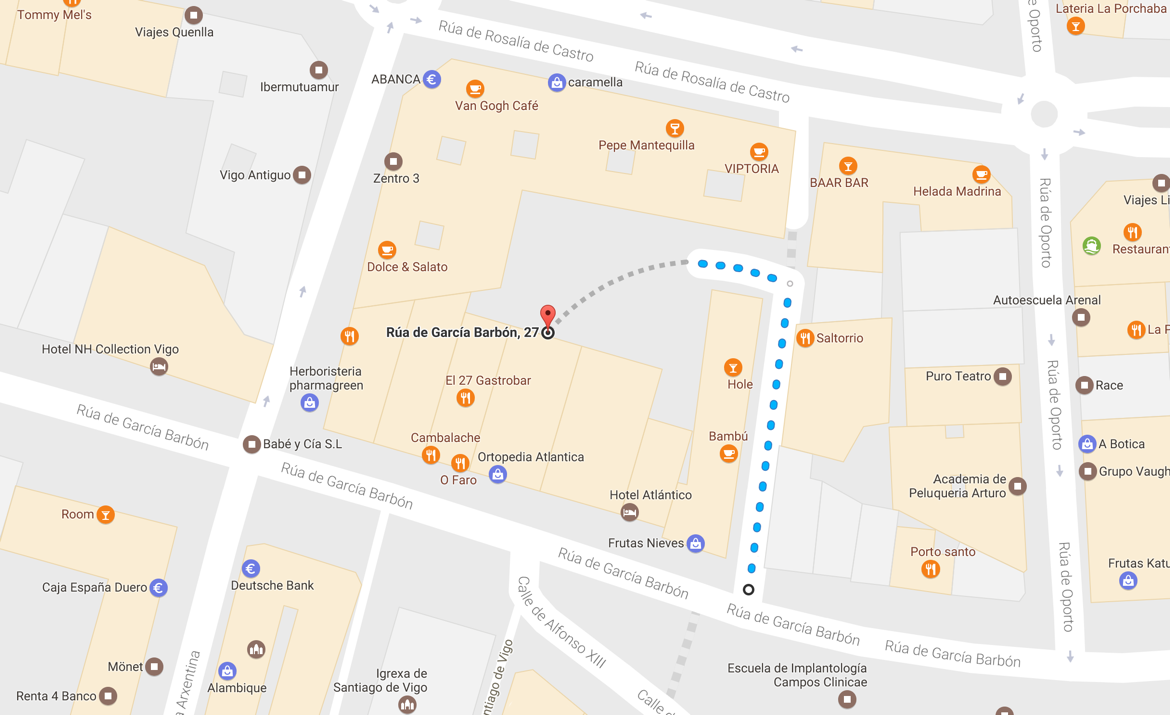 Tommy Mel's
Viajes Quenlla
Ibermutuamur
ABANCA
Van Gogh Café
caramella
Rúa de Rosalía de Castro
Rúa de Rosalía de Castro
e Oporto
Lateria La Porchaba
Pepe Mantequilla
VIPTORIA
BAAR BAR
Helada Madrina
Viajes Li
Vigo Antiguo
Zentro 3
Rúa de Oporto
Restauran
Dolce & Salato
Autoescuela Arenal
Rúa de García Barbón, 27
Saltorrio
La F
Hotel NH Collection Vigo
Herboristeria
pharmagreen
El 27 Gastrobar
Hole
Puro Teatro
Race
Rúa de Oporto
Rúa de García Barbón
Babé y Cía S.L
Cambalache
O Faro
Ortopedia Atlantica
Bambú
A Botica
Grupo Vaugh
Rúa de García Barbón
Hotel Atlántico
Academia de
Peluqueria Arturo
Room
Frutas Nieves
Porto santo
Rúa de García Barbón
Frutas Katu
Rúa de Oporto
Caja España Duero
Deutsche Bank
Calle de Alfonso XIII
Rúa de García Barbón
Rúa de García Barbón
Mönet
Alambique
Igrexa de
Santiago de Vigo
ntiago de Vigo
Escuela de Implantología
Campos Clinicae
Renta 4 Banco
a Arxentina
Calle de